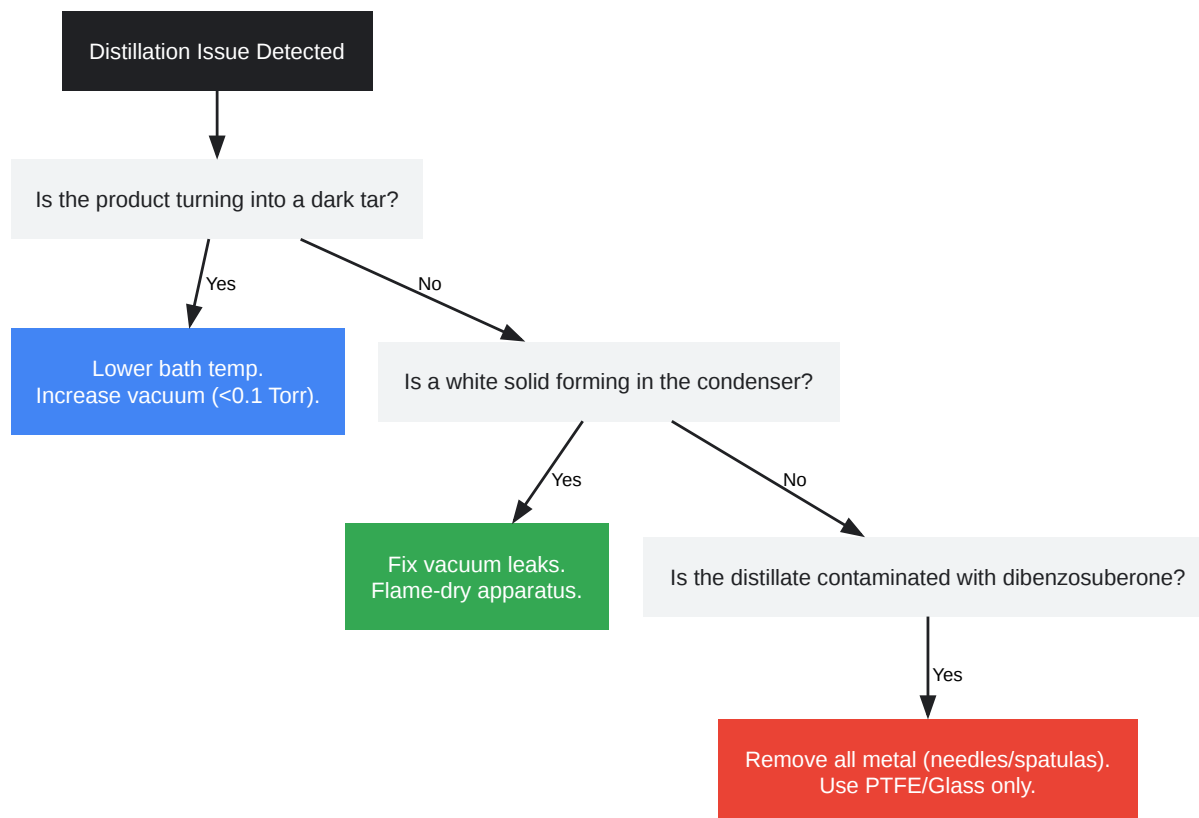 Distillation Issue Detected
Is the product turning into a dark tar?
Yes
No
Lower bath temp.
Increase vacuum (<0.1 Torr).
Is a white solid forming in the condenser?
Yes
No
Fix vacuum leaks.
Flame-dry apparatus.
Is the distillate contaminated with dibenzosuberone?
Yes
Remove all metal (needles/spatulas).
Use PTFE/Glass only.